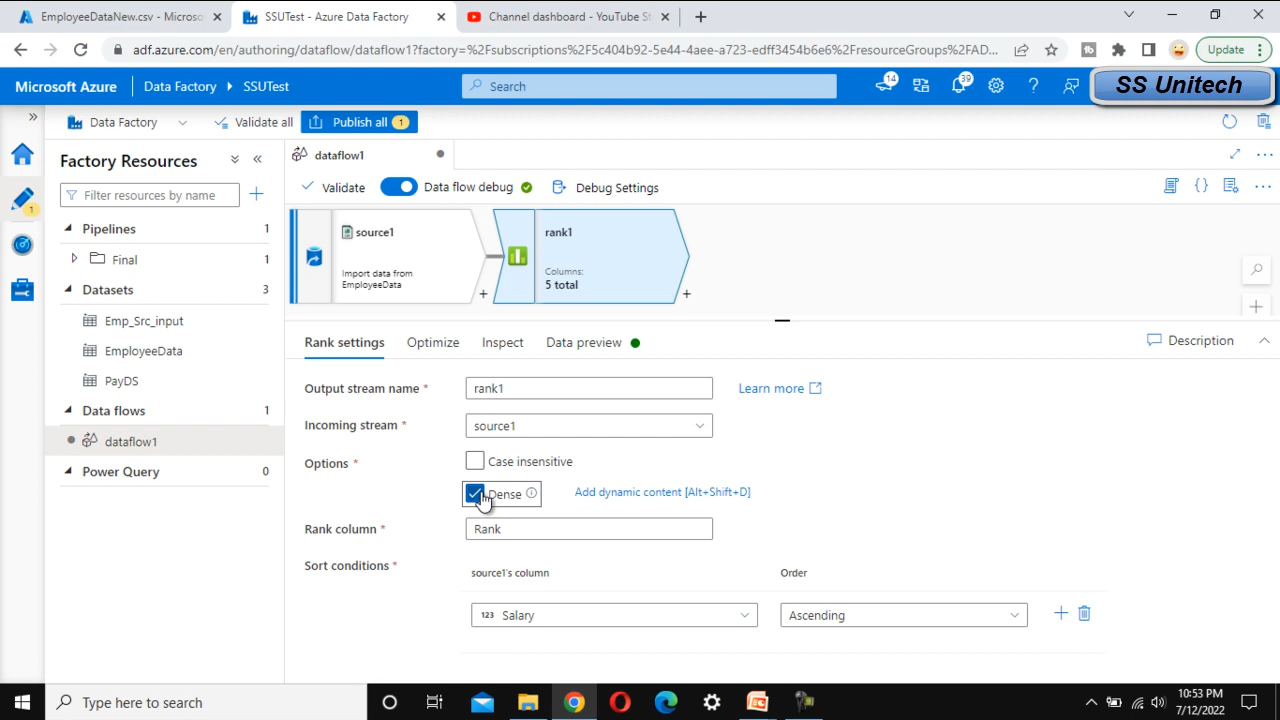 EmployeeDataNew.csv - Microso
SSUTest - Azure Data Factory
Channel dashboard - YouTube St
adf.azure.com/en/authoring/dataflow/dataflow1?factory=%2Fsubscriptions%2F5c404b92-5e44-4aee-a723-edff3454b6e6%2FresourceGroups%2FAD...
Update
Microsoft Azure
Data Factory
SSUTest
Search
14
39
SS Unitech
Data Factory
Validate all
Publish all 1
Factory Resources
Filter resources by name
Pipelines 1
Final 1
Datasets 3
Emp_Src_input
EmployeeData
PayDS
Data flows 1
dataflow1
Power Query 0
1
dataflow1
Validate
Data flow debug
Debug Settings
source1
Import data from
EmployeeData
rank1
Columns:
5 total
Rank settings
Optimize
Inspect
Data preview
Description
Output stream name *
rank1
Learn more
Incoming stream *
source1
Options *
Case insensitive
Dense
Add dynamic content [Alt+Shift+D]
Rank column *
Rank
Sort conditions *
source1's column
Order
123 Salary
Ascending
Type here to search
10:53 PM
7/12/2022